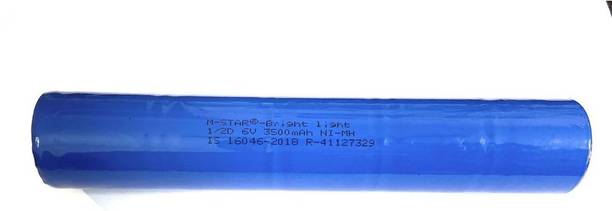 M-STAR®-Bright light
1/2D 6V 3500mAh NI-MH
IS 16046-2018 R-41127329